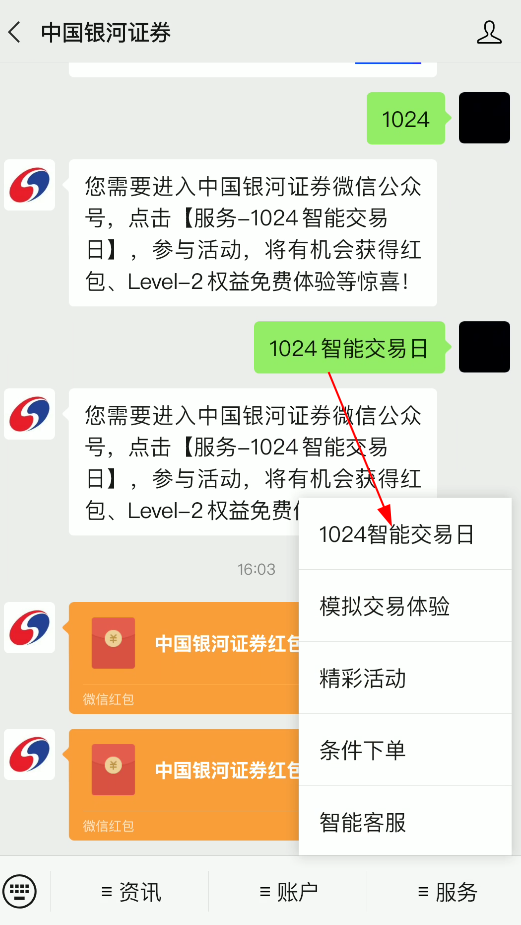 中国银河证券
1024
您需要进入中国银河证券微信公众
号，点击【服务-1024智能交易
日】，参与活动，将有机会获得红
包、Level-2权益免费体验等惊喜！
1024智能交易日
您需要进入中国银河证券微信公众
号，点击【服务-1024智能交易
日】，参与活动，将有机会获得红
包、Level-2权益免费
1024智能交易日
16:03
模拟交易体验
中国银河证券红包
精彩活动
微信红包
条件下单
中国银河证券红包
智能客服
微信红包
≡ 资讯
≡ 账户
≡ 服务